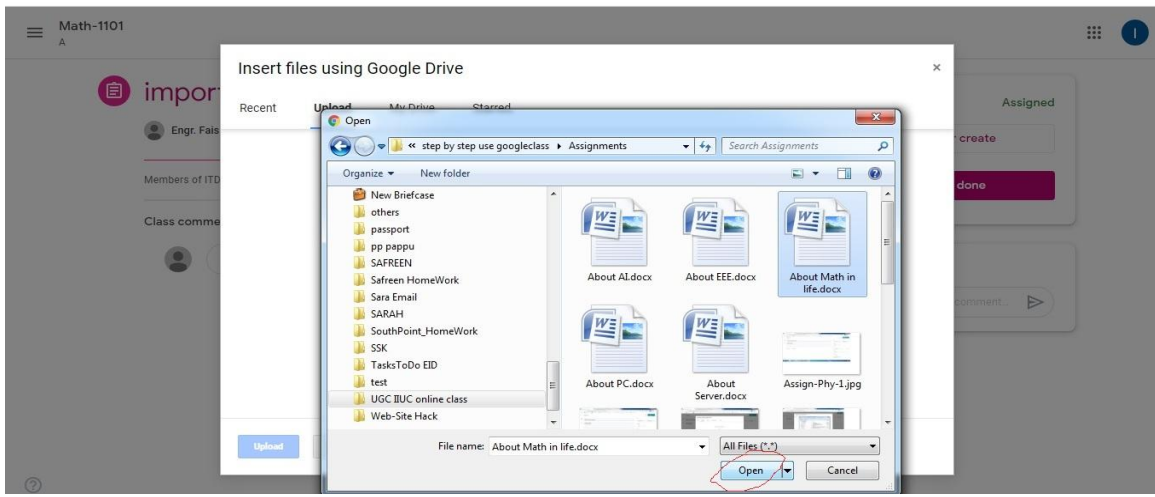 Math-1101
A
Insert files using Google Drive
×
impor
Assigned
Recent Upload My Drive Starred
Engr. Fais
Open
create
« step by step use googleclass ▸ Assignments
Search Assignments
Organize New folder
Members of ITD
done
New Briefcase
others
passport
pp pappu
SAFREEN
Safreen HomeWork
Sara Email
SARAH
SouthPoint_HomeWork
SSK
TasksToDo EID
test
UGC IIUC online class
Web-Site Hack
Class comme
About AI.docx
About EEE.docx
About Math in
life.docx
comment...
About PC.docx
About
Server.docx
Assign-Phy-1.jpg
Upload
File name: About Math in life.docx
All Files (*.*)
Open
Cancel
I